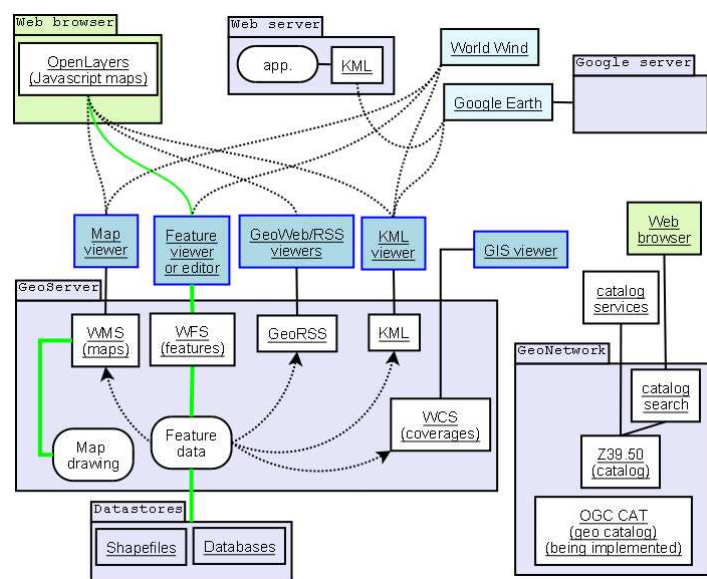 Web browser
OpenLayers
(Javascript maps)
Web server
app.
KML
World Wind
Google Earth
Google server
Map
viewer
Feature
viewer
or editor
GeoWeb/RSS
viewers
KML
viewer
GIS viewer
Web
browser
catalog
services
GeoServer
WMS
(maps)
WFS
(features)
GeoRSS
KML
WCS
(coverages)
Map
drawing
Feature
data
GeoNetwork
catalog
search
Z39.50
(catalog)
OGC CAT
(geo catalog)
(being implemented)
Datastores
Shapefiles
Databases